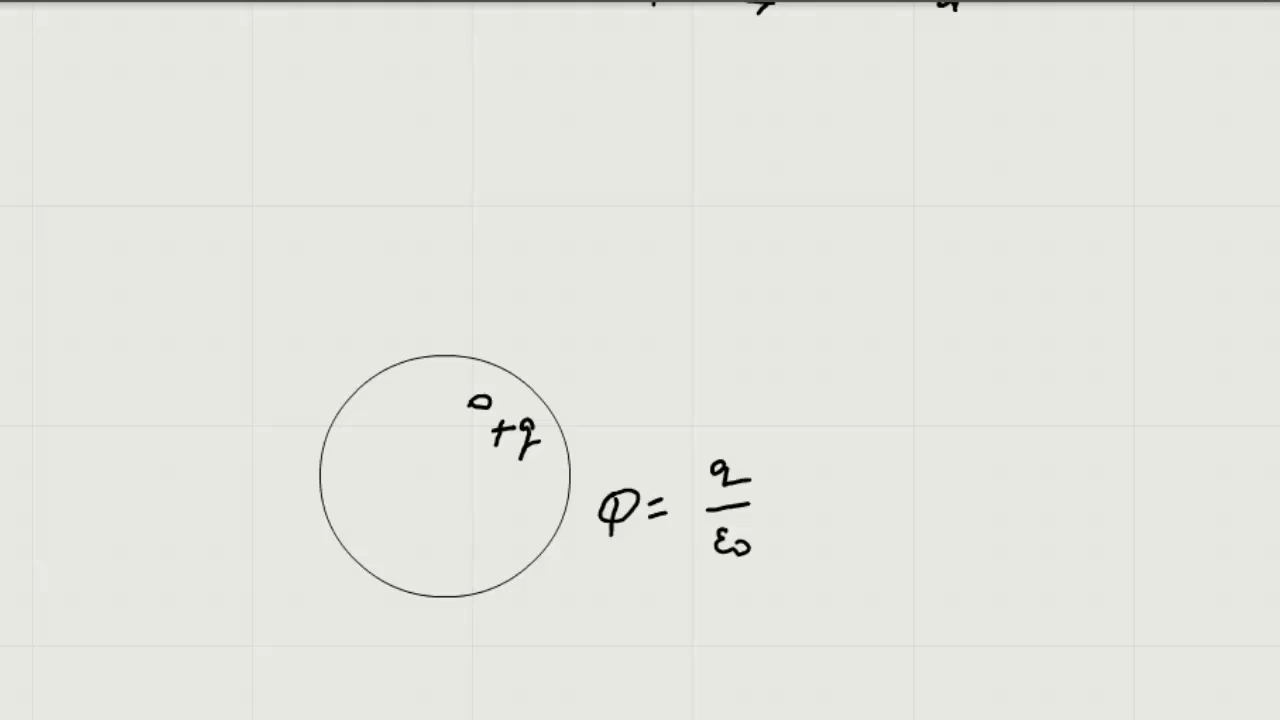 +q
Φ = q/ε₀